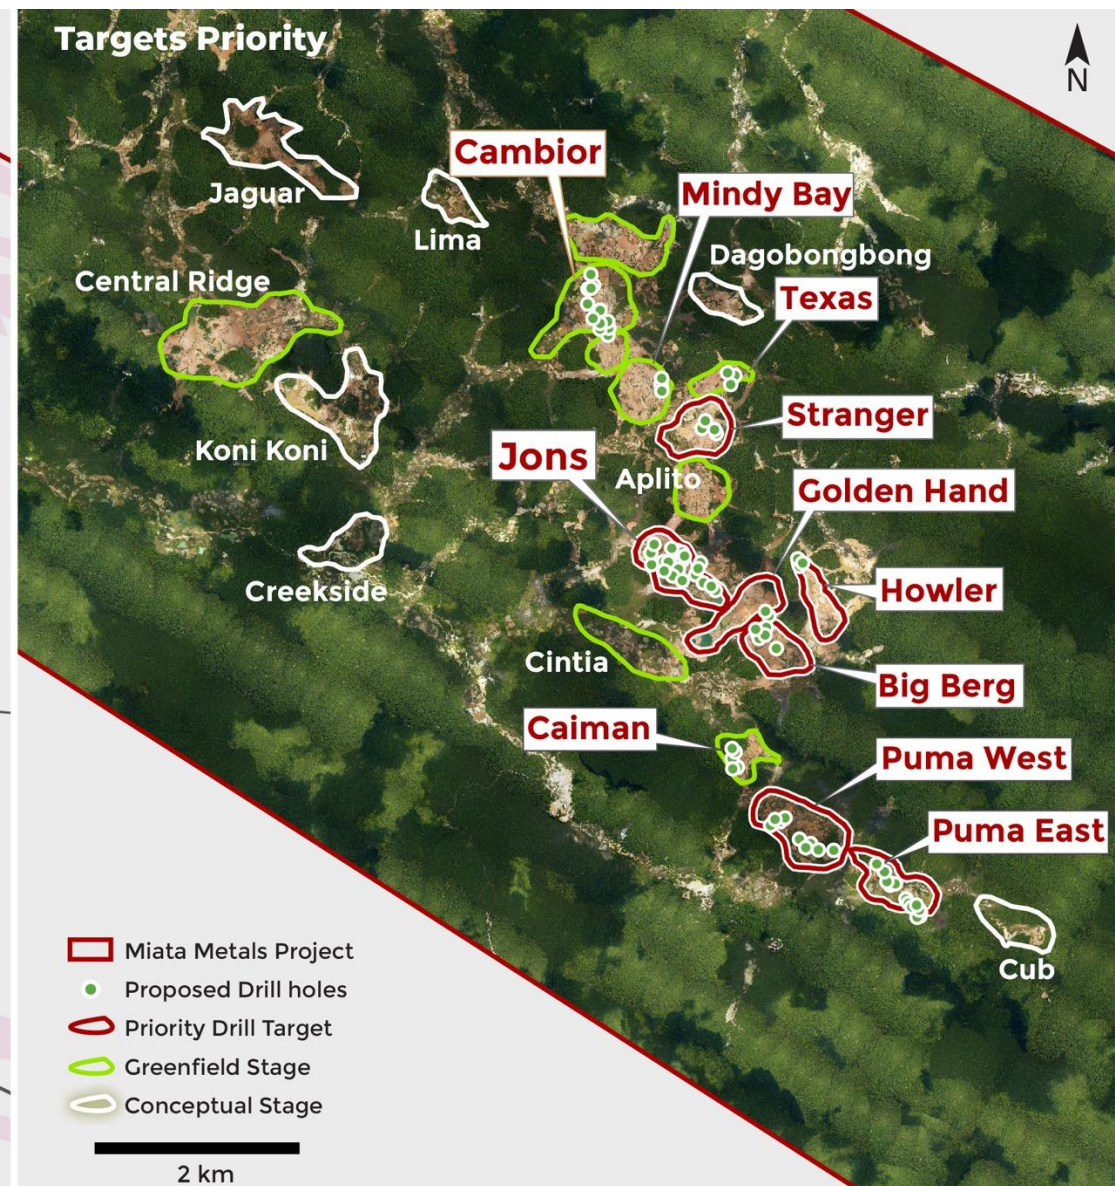 Targets Priority
N
Cambior
Jaguar
Mindy Bay
Lima
Dagobongbong
Central Ridge
Texas
Stranger
Koni Koni
Jons
Aplito
Golden Hand
Creekside
Howler
Cintia
Big Berg
Caiman
Puma West
Puma East
Cub
Miata Metals Project
Proposed Drill holes
Priority Drill Target
Greenfield Stage
Conceptual Stage
2 km